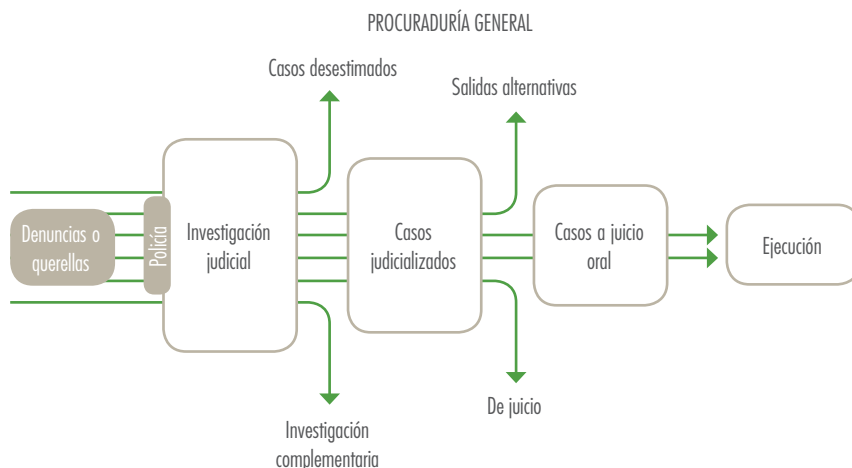 PROCURADURÍA GENERAL
Casos desestimados
Salidas alternativas
Denuncias o
querellas
Policía
Investigación
judicial
Casos
judicializados
Casos a juicio
oral
Ejecución
De juicio
Investigación
complementaria